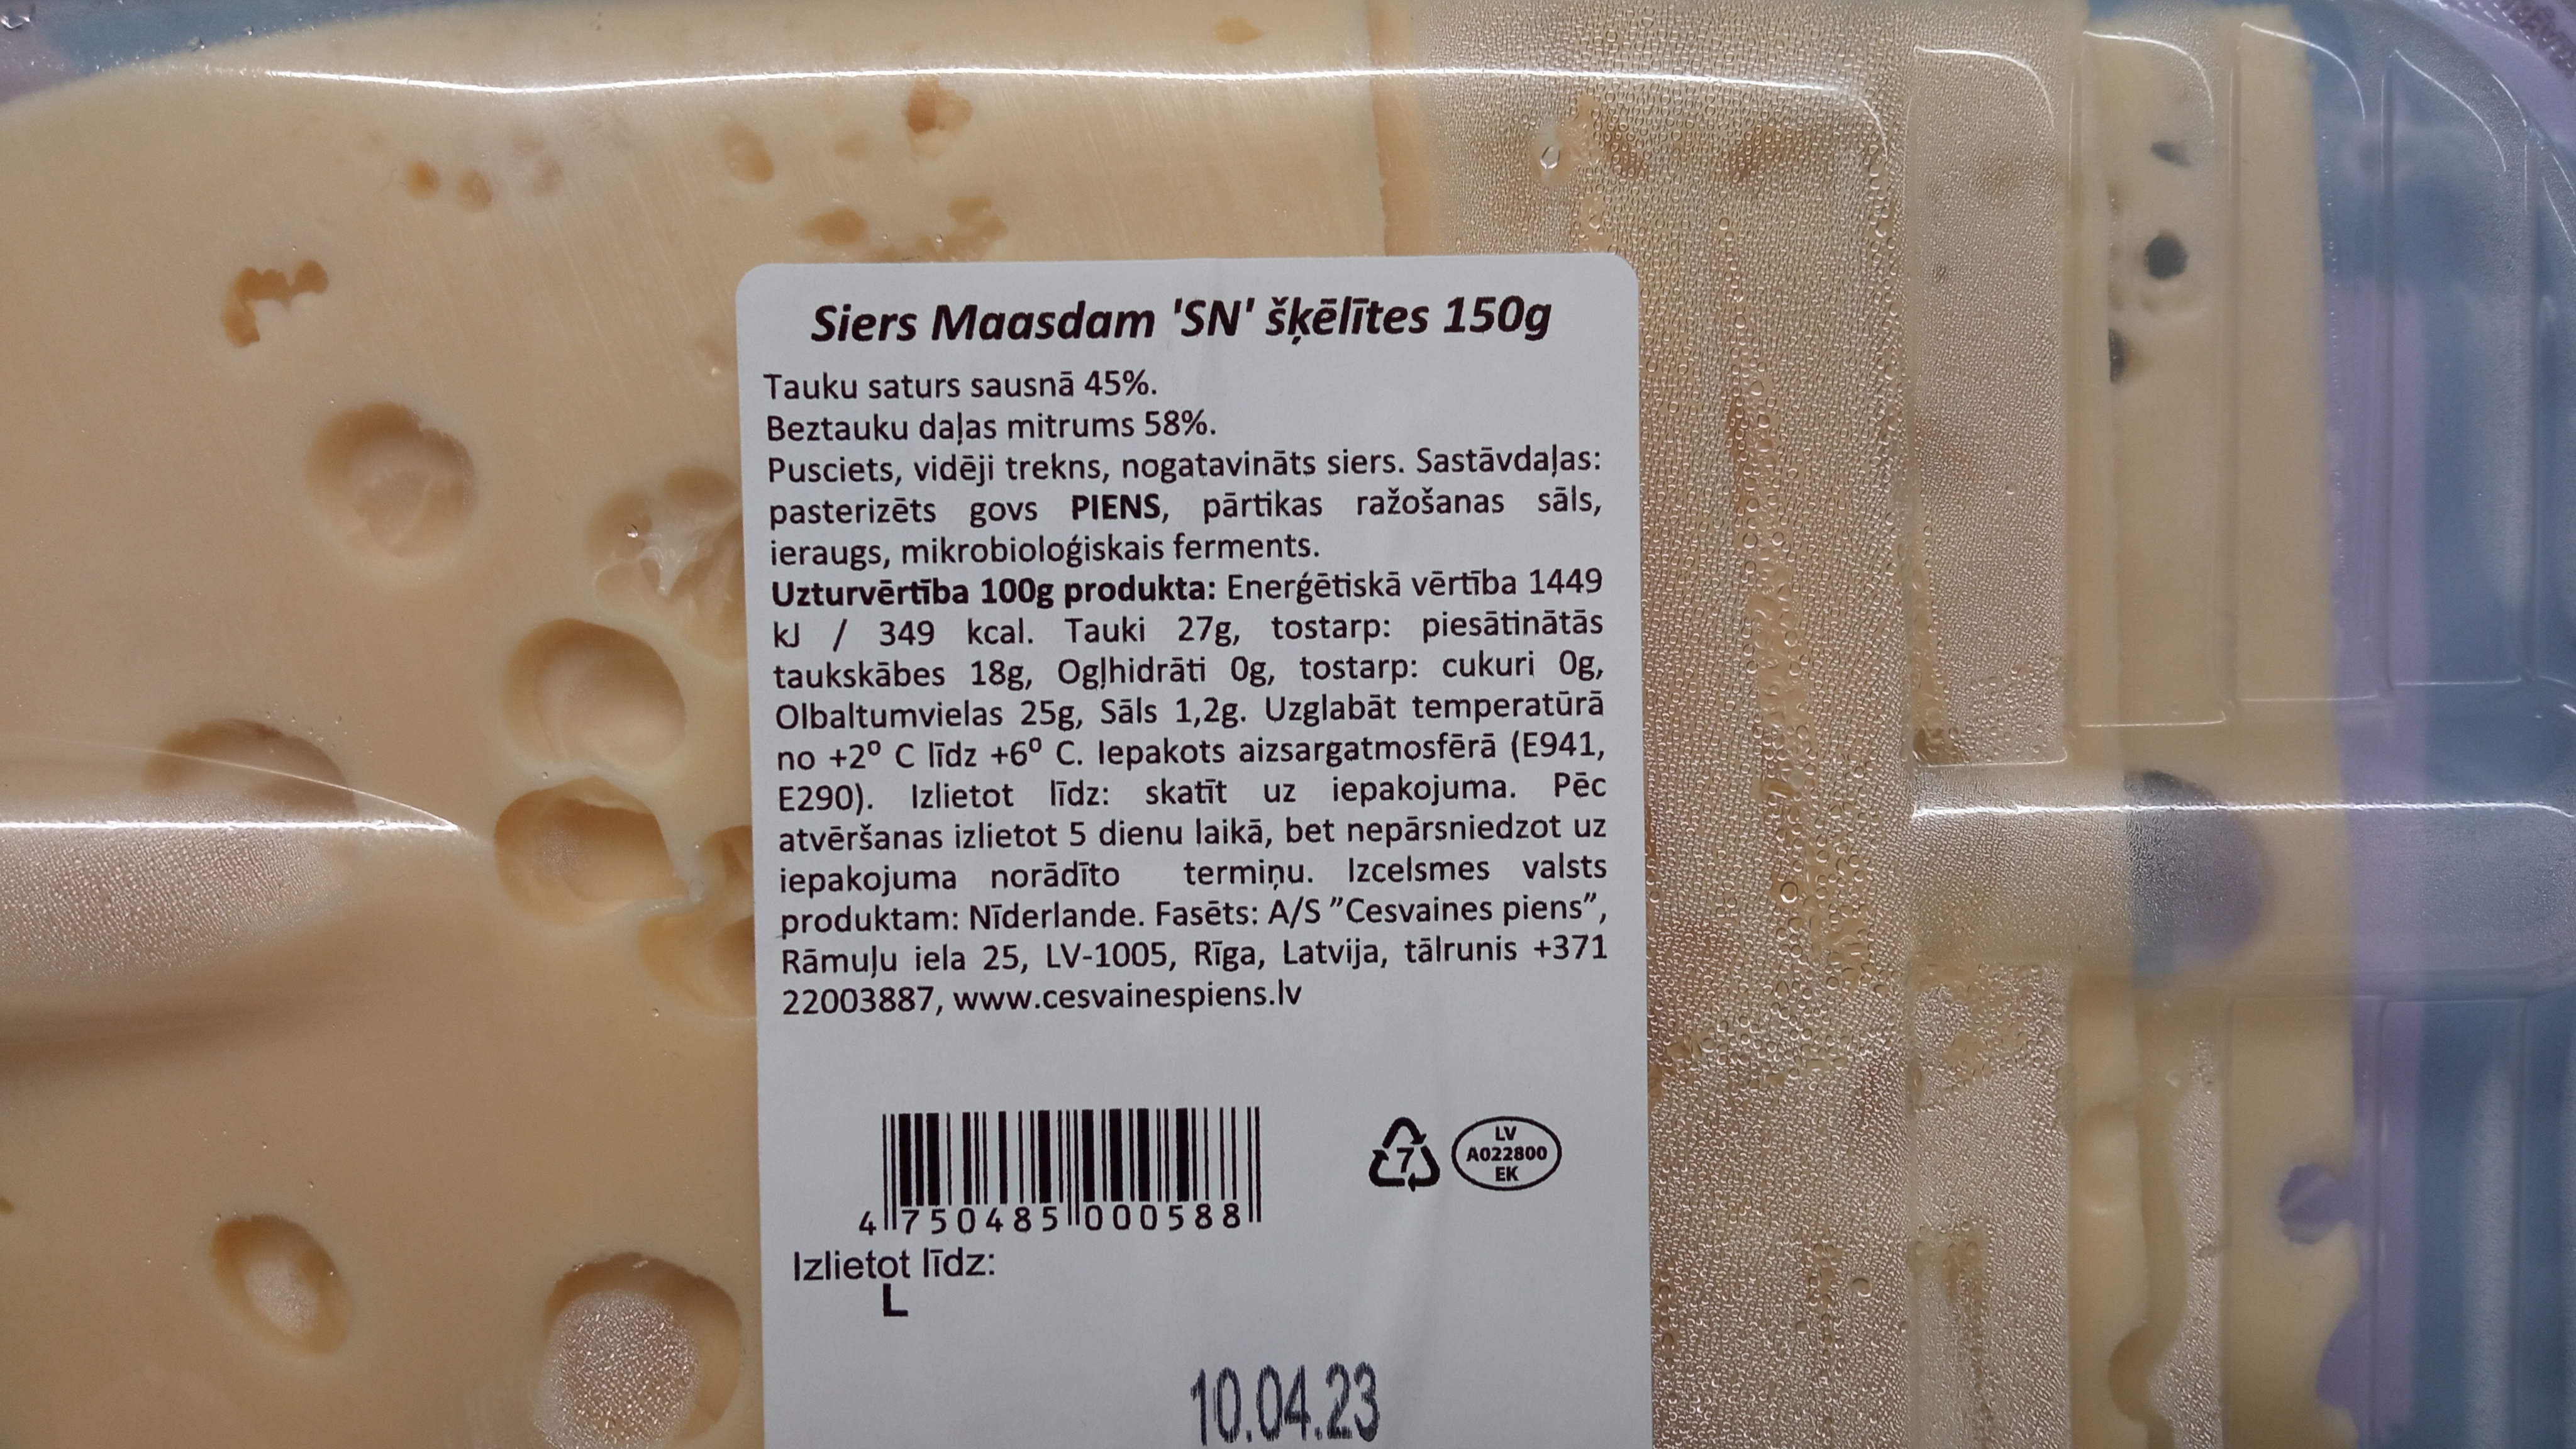 Siers Maasdam 'SN' šķēlītes 150g
Tauku saturs sausnā 45%.
Beztauku daļas mitrums 58%.
Pusciets, vidēji trekns, nogatavināts siers. Sastāvdaļas:
pasterizēts govs PIENS, pārtikas ražošanas sāls,
ieraugs, mikrobioloģiskais ferments.
Uzturvērtība 100g produkta: Enerģētiskā vērtība 1449
kJ / 349 kcal. Tauki 27g, tostarp: piesātinātās
taukskābes 18g, Ogļhidrāti 0g, tostarp: cukuri 0g,
Olbaltumvielas 25g, Sāls 1,2g. Uzglabāt temperatūrā
no +2º C līdz +6º C. Iepakots aizsargatmosfērā (E941,
E290). Izlietot līdz: skatīt uz iepakojuma. Pēc
atvēršanas izlietot 5 dienu laikā, bet nepārsniedzot uz
iepakojuma norādīto termiņu. Izcelsmes valsts
produktam: Nīderlande. Fasēts: A/S ”Cesvaines piens”,
Rāmuļu iela 25, LV-1005, Rīga, Latvija, tālrunis +371
22003887, www.cesvainespiens.lv
7
LV
A022800
EK
4 750485 000588
Izlietot līdz:
L
10.04.23